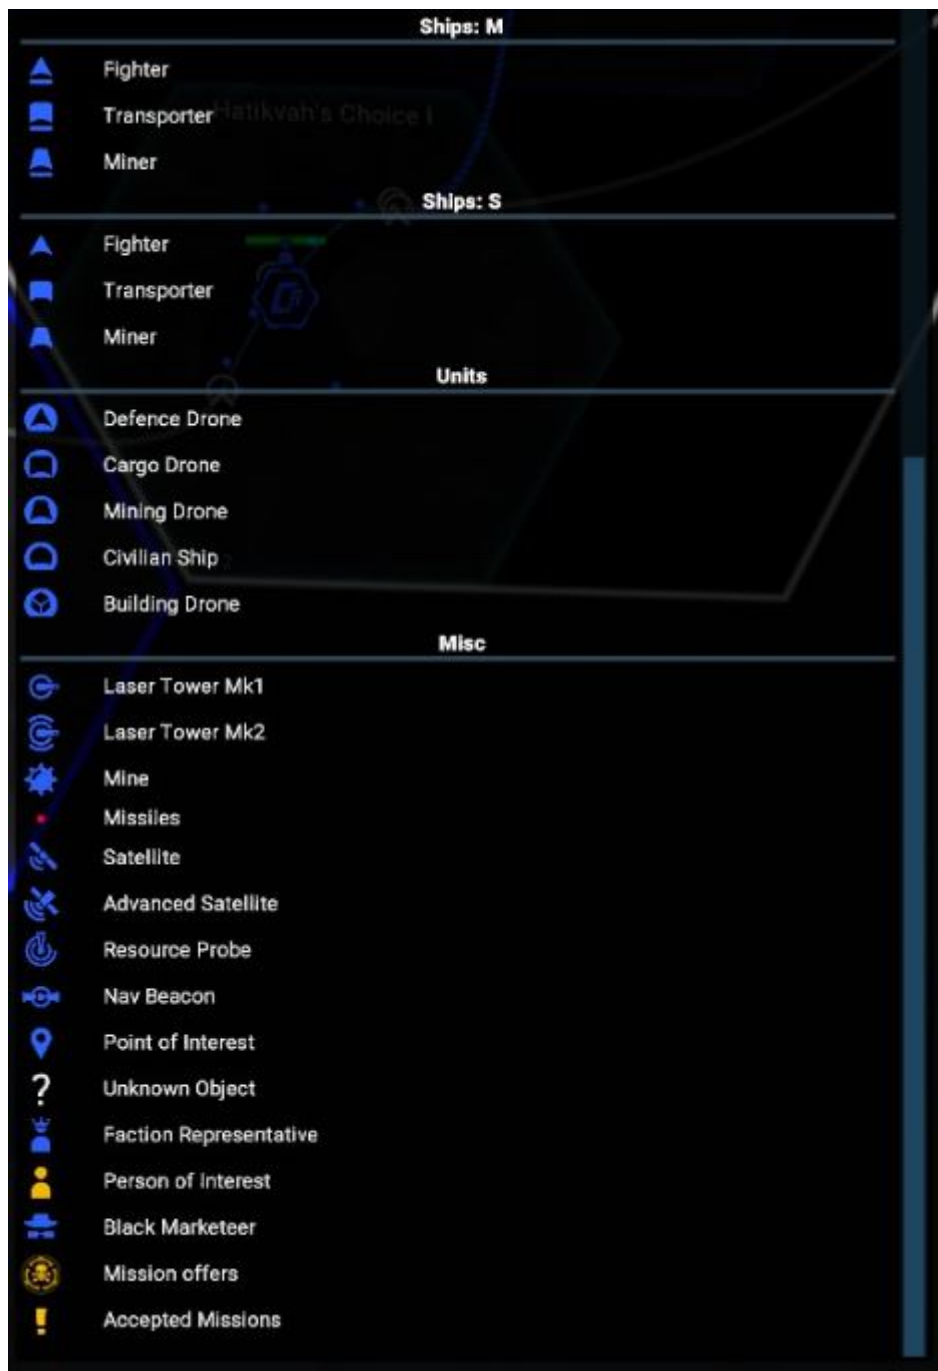 Ships: M
Fighter
Hatikvah's Choice I
Transporter
Miner
Ships: S
Fighter
Transporter
Miner
Units
Defence Drone
Cargo Drone
Mining Drone
Civilian Ship
Building Drone
Misc
Laser Tower Mk1
Laser Tower Mk2
Mine
Missiles
Satellite
Advanced Satellite
Resource Probe
Nav Beacon
Point of Interest
?
Unknown Object
Faction Representative
Person of Interest
Black Marketeer
Mission offers
!
Accepted Missions